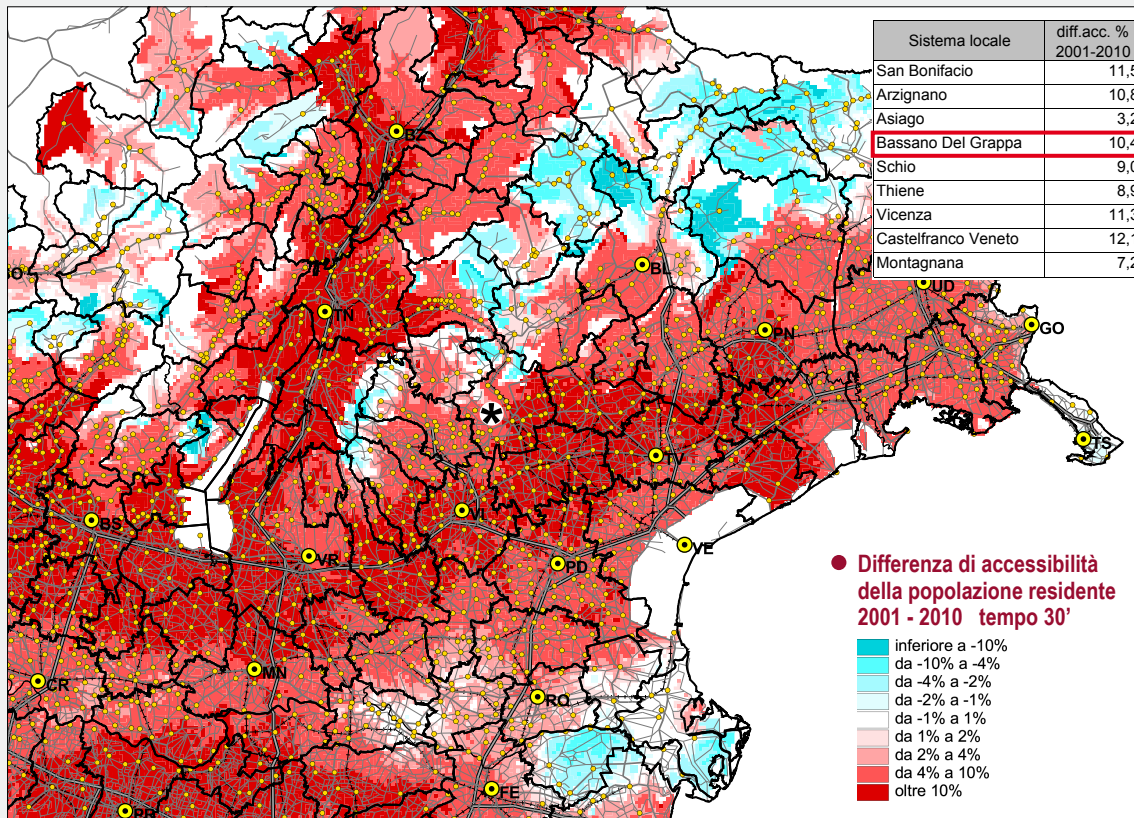 Sistema locale
diff.acc. %
2001-2010
San Bonifacio 11,5
Arzignano 10,8
Asiago 3,2
Bassano Del Grappa 10,4
Schio 9,0
Thiene 8,9
Vicenza 11,3
Castelfranco Veneto 12,1
Montagnana 7,2
BZ
BL
UD
TN
PN
GO
*
TS
TV
VI
BS
VE
VR
PD
MN
CR
RO
FE
PR
Differenza di accessibilità
della popolazione residente
2001 - 2010 tempo 30’
inferiore a -10%
da -10% a -4%
da -4% a -2%
da -2% a -1%
da -1% a 1%
da 1% a 2%
da 2% a 4%
da 4% a 10%
oltre 10%